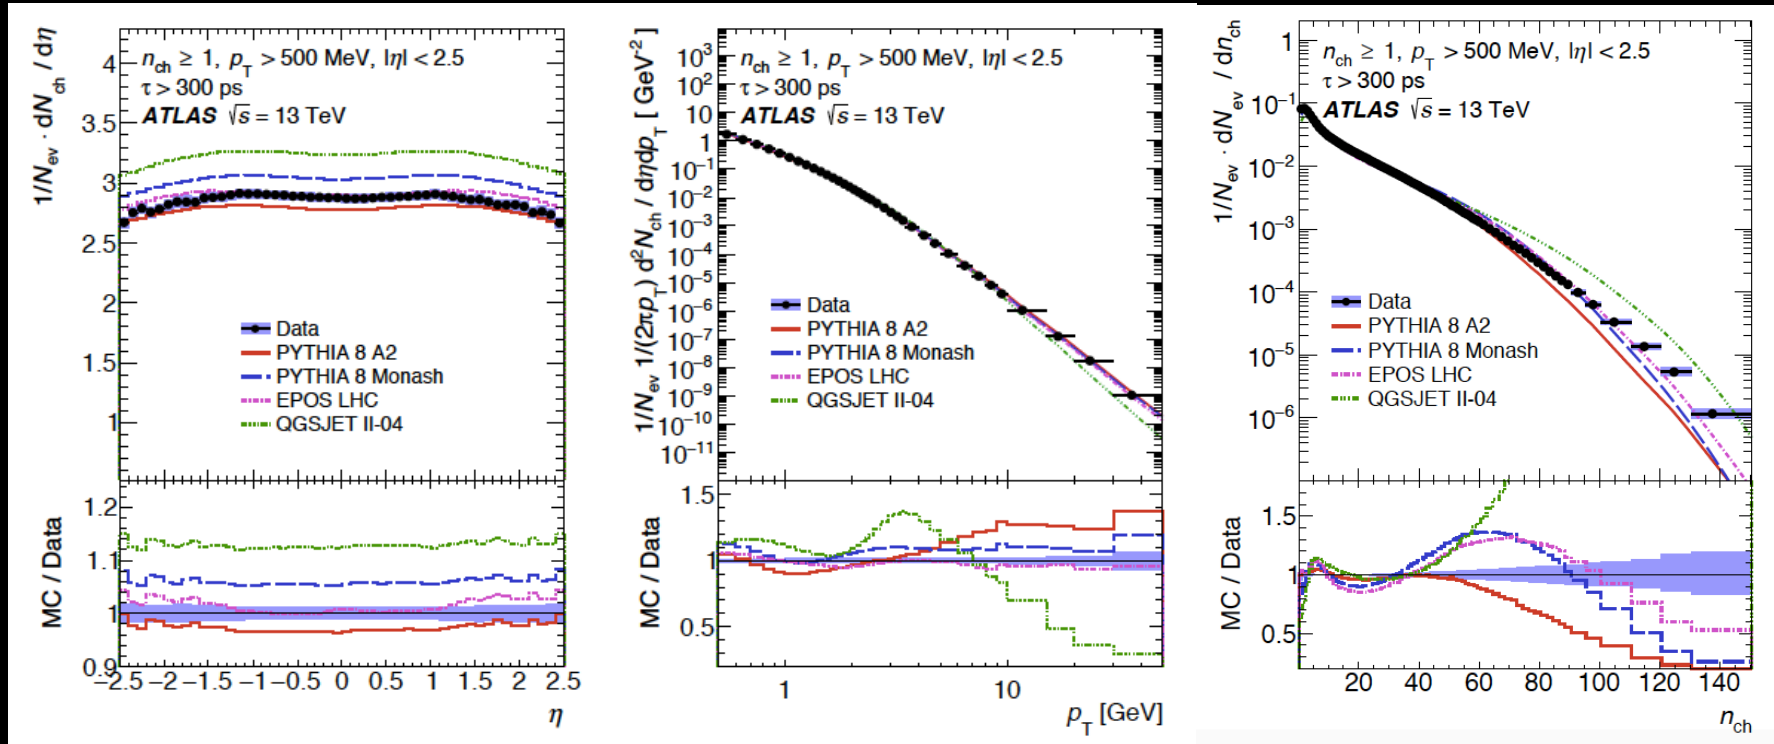 1/N_ev · dN_ch / dη
n_ch ≥ 1, p_T > 500 MeV, |η| < 2.5
τ > 300 ps
ATLAS √s = 13 TeV
4
3.5
3
2.5
2
1.5
1
Data
PYTHIA 8 A2
PYTHIA 8 Monash
EPOS LHC
QGSJET II-04
MC / Data
1.2
1.1
1
0.9
−2.5 −2 −1.5 −1 −0.5 0 0.5 1 1.5 2 2.5
η
1/N_ev 1/(2πp_T) d²N_ch / dηdp_T [ GeV⁻² ]
n_ch ≥ 1, p_T > 500 MeV, |η| < 2.5
τ > 300 ps
ATLAS √s = 13 TeV
10³
10²
10
1
10⁻¹
10⁻²
10⁻³
10⁻⁴
10⁻⁵
10⁻⁶
10⁻⁷
10⁻⁸
10⁻⁹
10⁻¹⁰
10⁻¹¹
Data
PYTHIA 8 A2
PYTHIA 8 Monash
EPOS LHC
QGSJET II-04
MC / Data
1.5
1
0.5
1 10
p_T [GeV]
1/N_ev · dN_ev / dn_ch
n_ch ≥ 1, p_T > 500 MeV, |η| < 2.5
τ > 300 ps
ATLAS √s = 13 TeV
1
10⁻¹
10⁻²
10⁻³
10⁻⁴
10⁻⁵
10⁻⁶
Data
PYTHIA 8 A2
PYTHIA 8 Monash
EPOS LHC
QGSJET II-04
MC / Data
1.5
1
0.5
20 40 60 80 100 120 140
n_ch